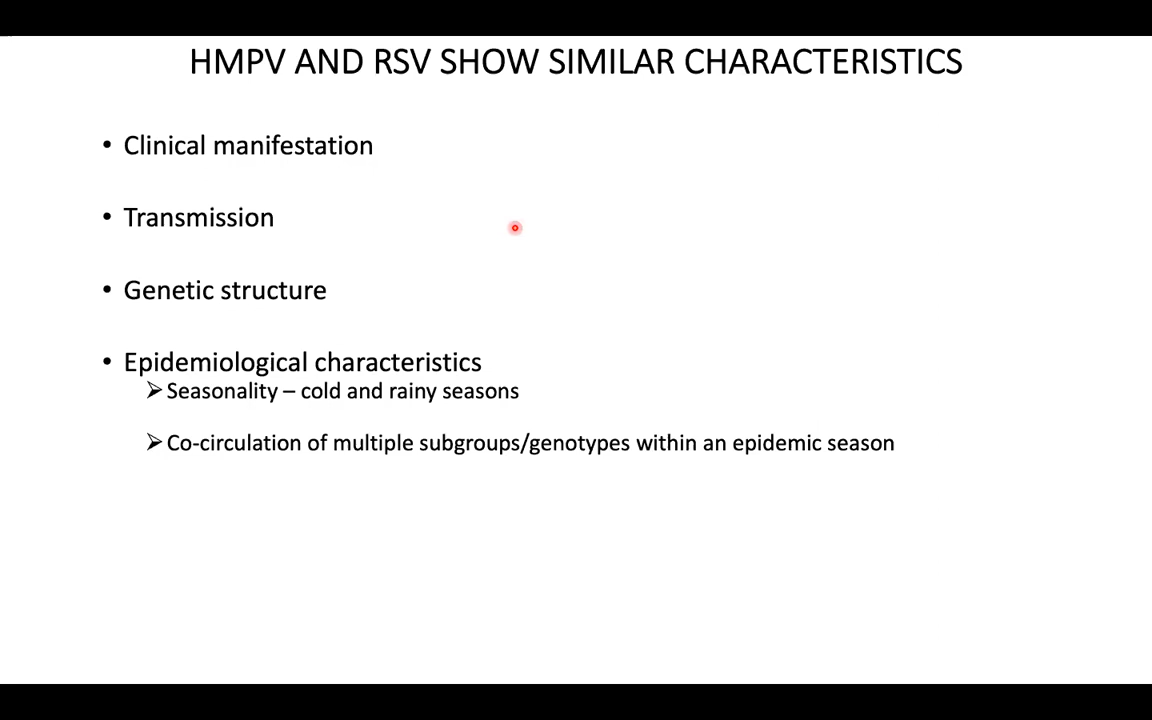 HMPV AND RSV SHOW SIMILAR CHARACTERISTICS
• Clinical manifestation
• Transmission
• Genetic structure
• Epidemiological characteristics
➢ Seasonality – cold and rainy seasons
➢ Co-circulation of multiple subgroups/genotypes within an epidemic season